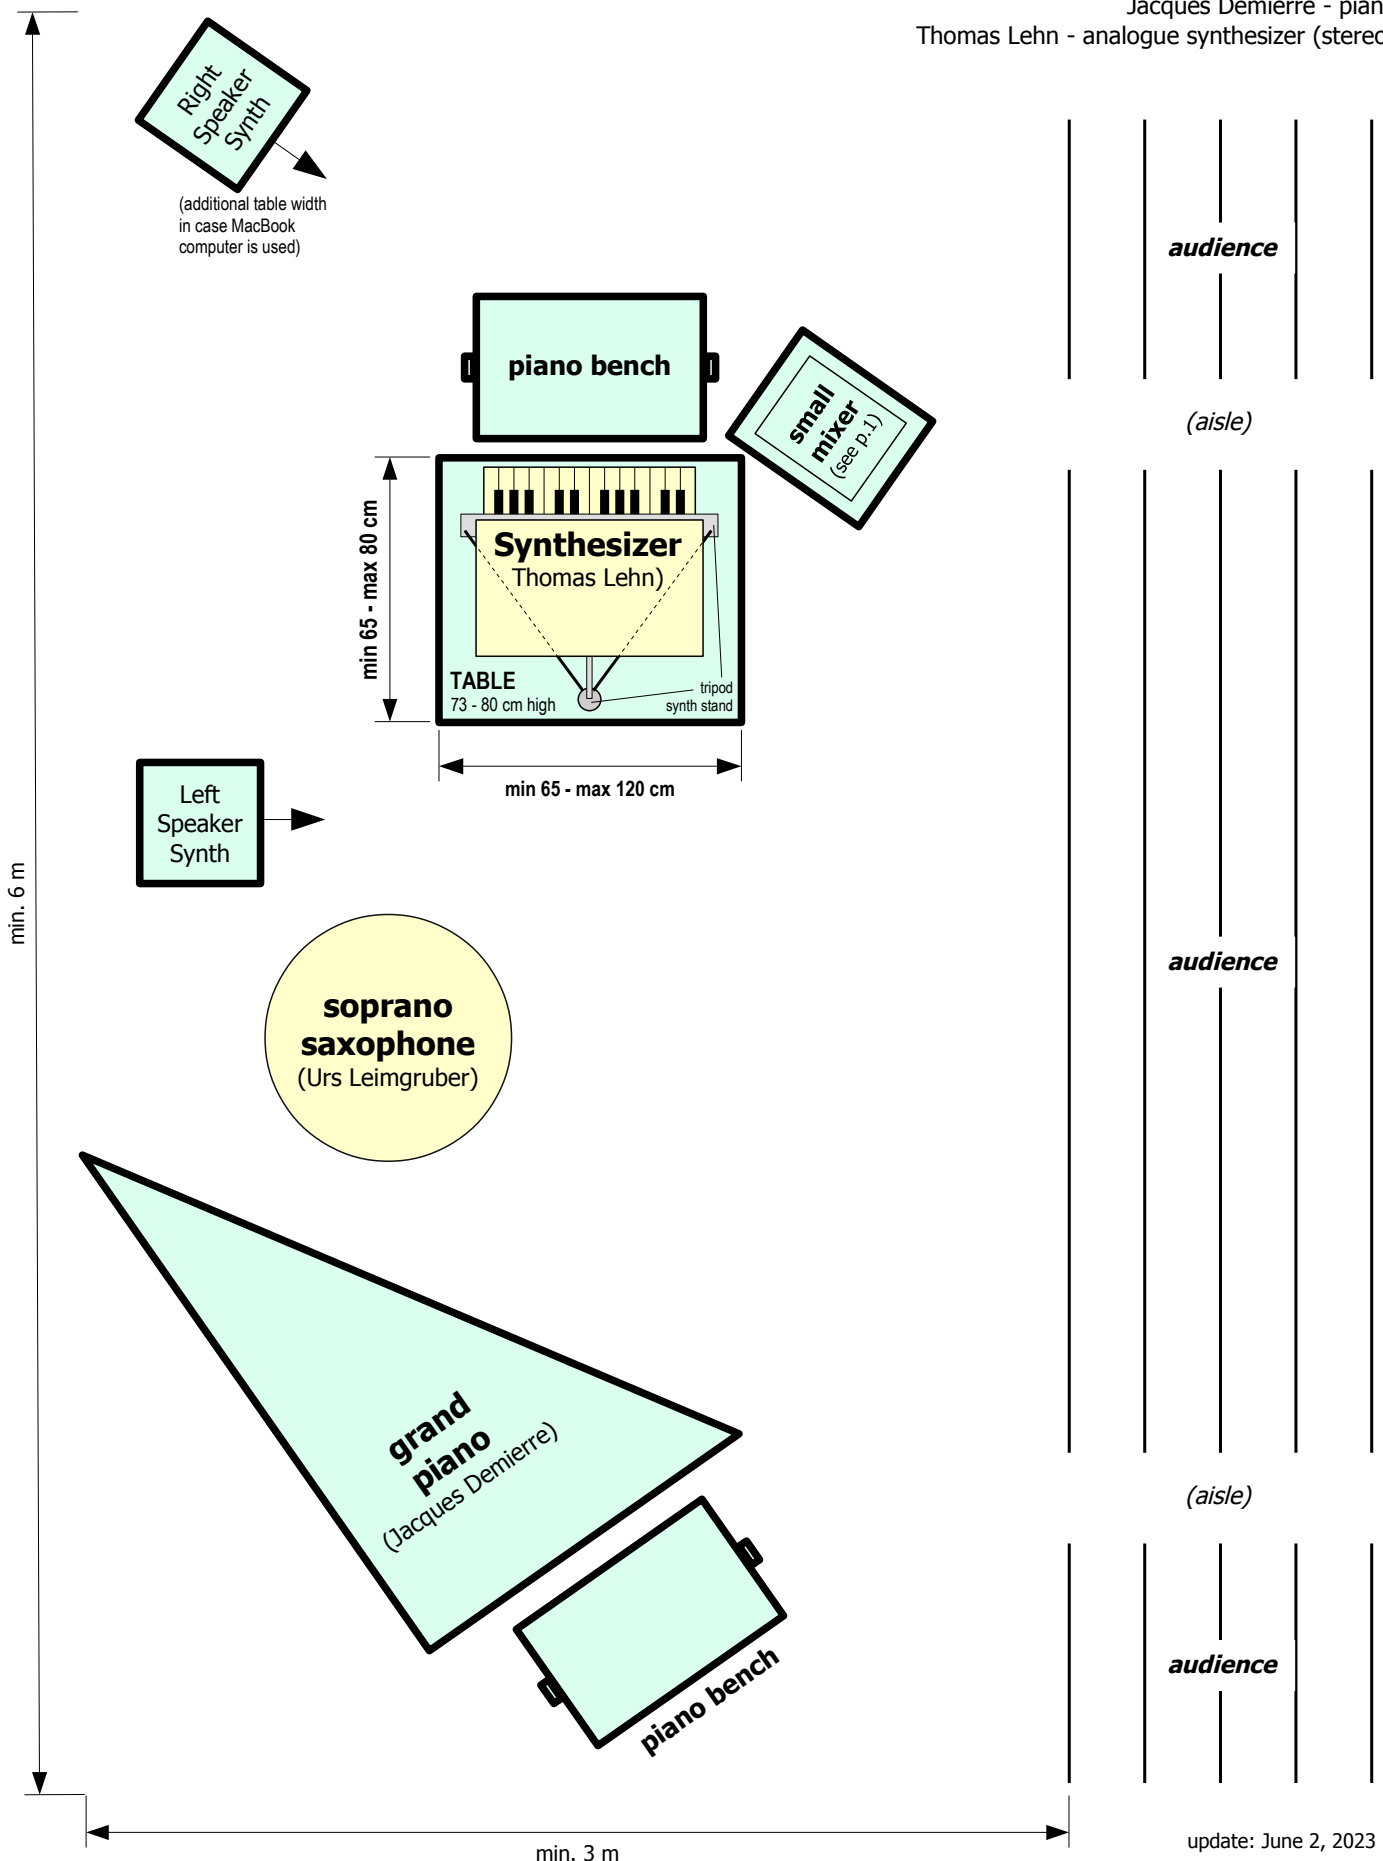 Jacques Demierre - pian
Thomas Lehn - analogue synthesizer (stereo
Right
Speaker
Synth
(additional table width
in case MacBook
computer is used)
audience
piano bench
small
mixer
(see p.1)
(aisle)
min 65 - max 80 cm
Synthesizer
Thomas Lehn)
TABLE
73 - 80 cm high
tripod
synth stand
min 65 - max 120 cm
Left
Speaker
Synth
min. 6 m
audience
soprano
saxophone
(Urs Leimgruber)
grand
piano
(Jacques Demierre)
(aisle)
piano bench
audience
min. 3 m
update: June 2, 2023